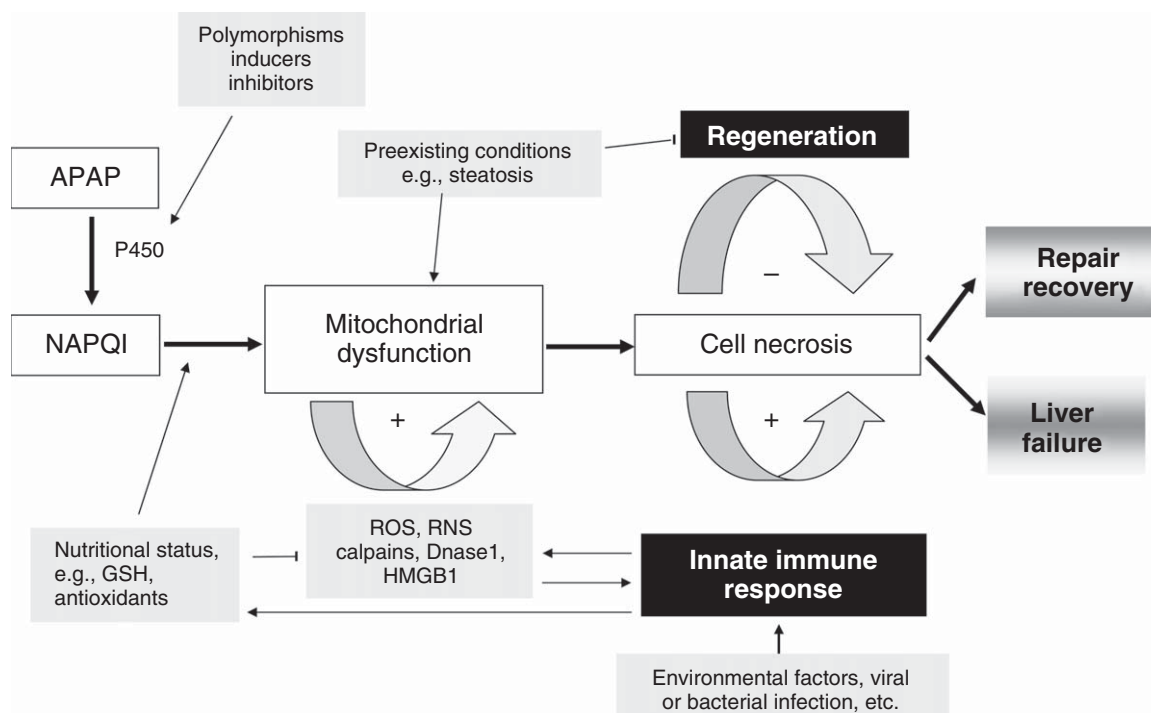 Polymorphisms
inducers
inhibitors
Regeneration
Preexisting conditions
e.g., steatosis
APAP
P450
–
Repair
recovery
NAPQI
Mitochondrial
dysfunction
Cell necrosis
Liver
failure
+
+
Nutritional status,
e.g., GSH,
antioxidants
ROS, RNS
calpains, Dnase1,
HMGB1
Innate immune
response
Environmental factors, viral
or bacterial infection, etc.